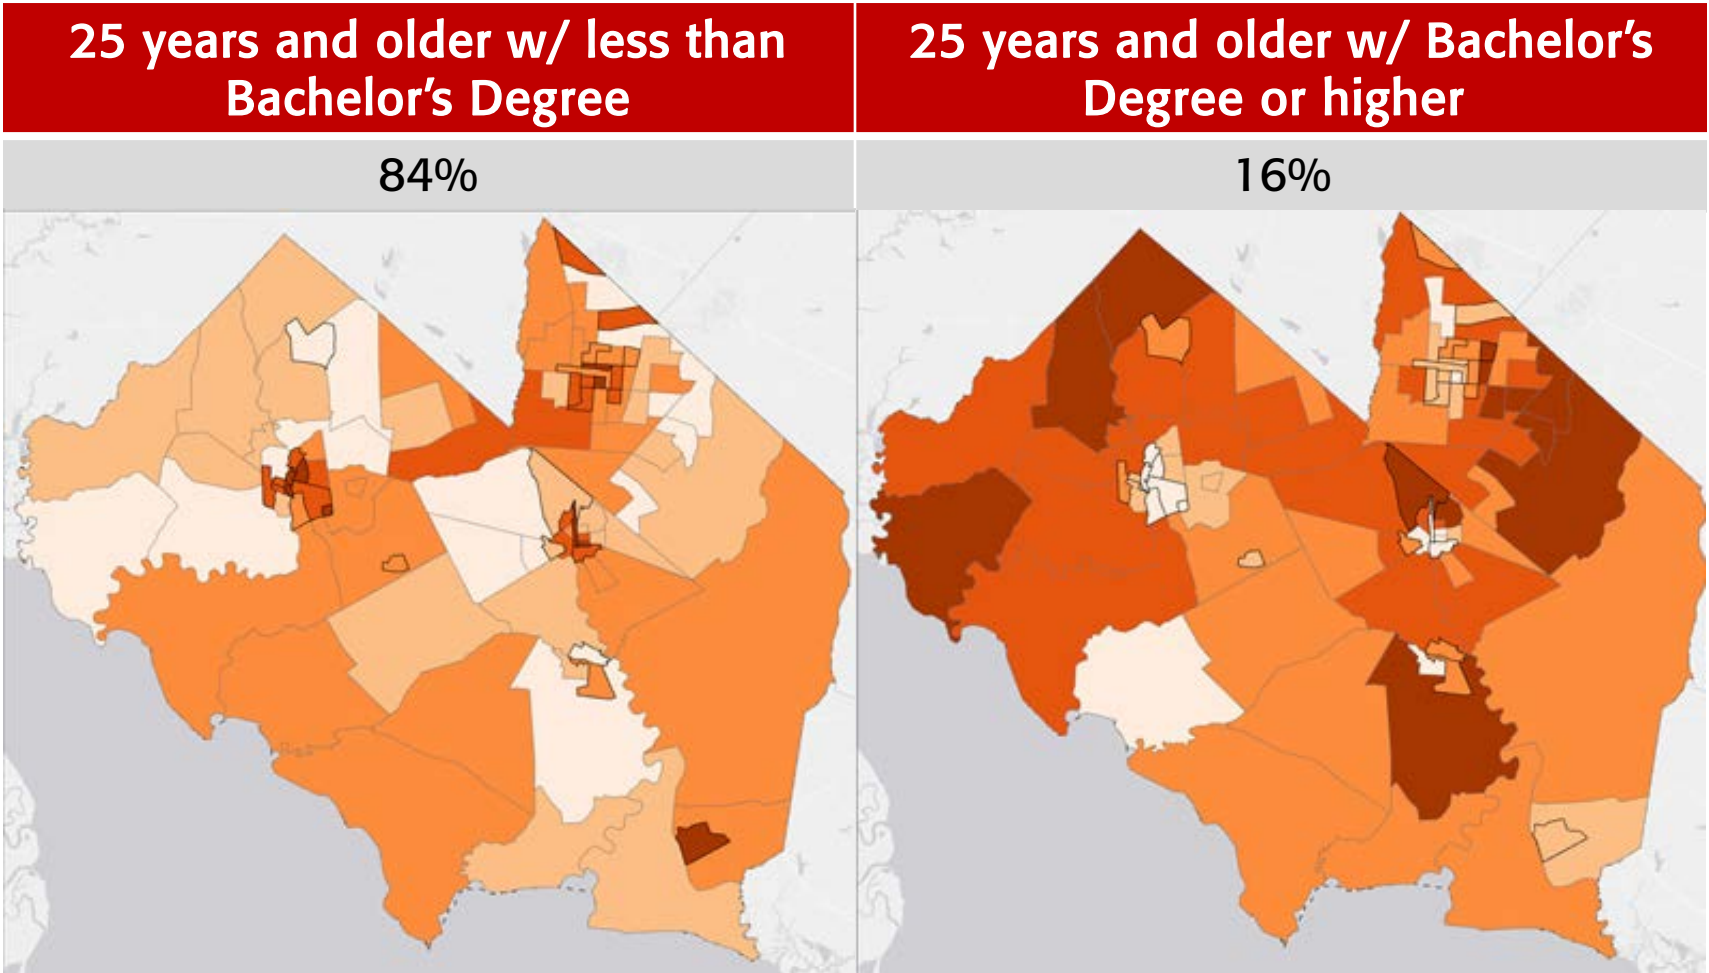 25 years and older w/ less than
Bachelor's Degree
25 years and older w/ Bachelor's
Degree or higher
84%
16%